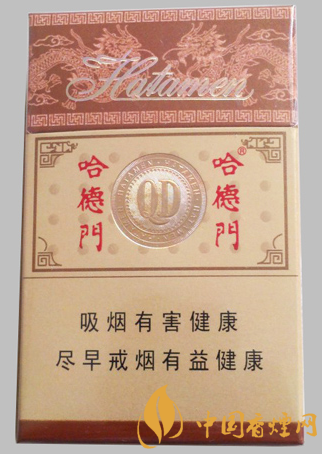 Hatamen
哈德門
QD
哈德門®
吸烟有害健康
尽早戒烟有益健康
中国香烟网